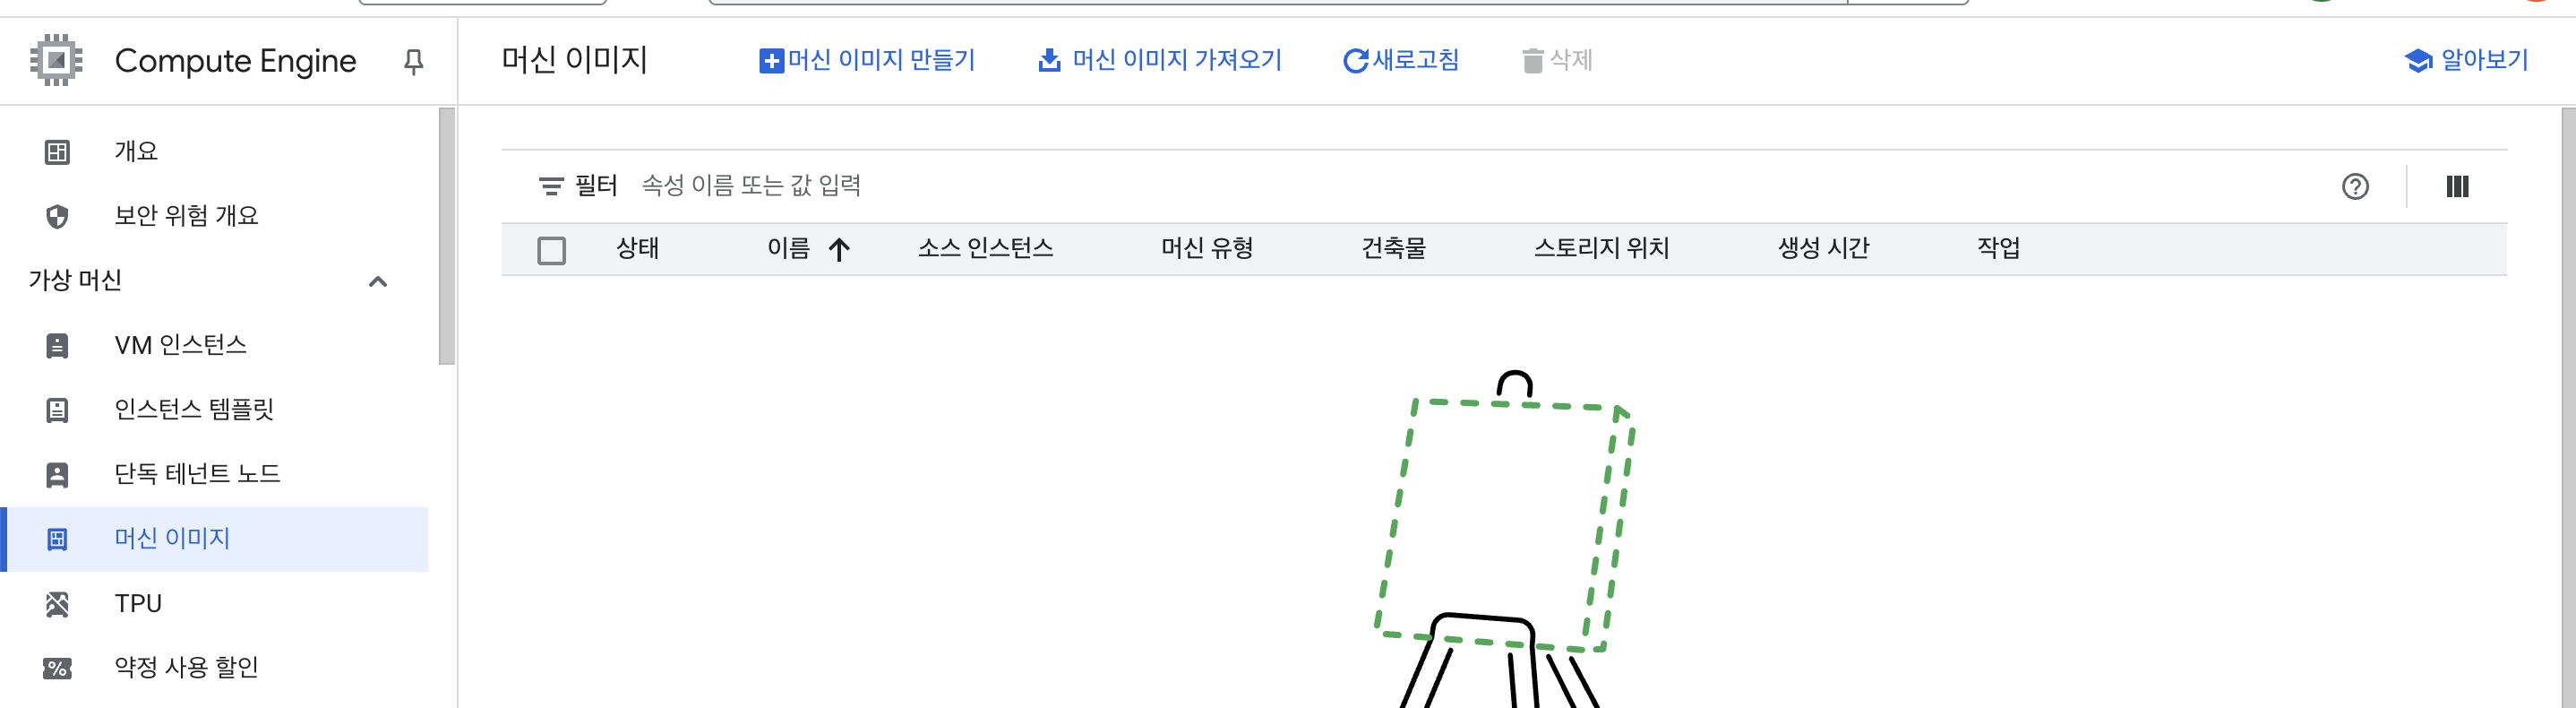 Compute Engine
머신 이미지
머신 이미지 만들기
머신 이미지 가져오기
새로고침
삭제
알아보기
개요
보안 위험 개요
가상 머신
VM 인스턴스
인스턴스 템플릿
단독 테넌트 노드
머신 이미지
TPU
약정 사용 할인
필터 속성 이름 또는 값 입력
상태 이름 소스 인스턴스 머신 유형 건축물 스토리지 위치 생성 시간 작업